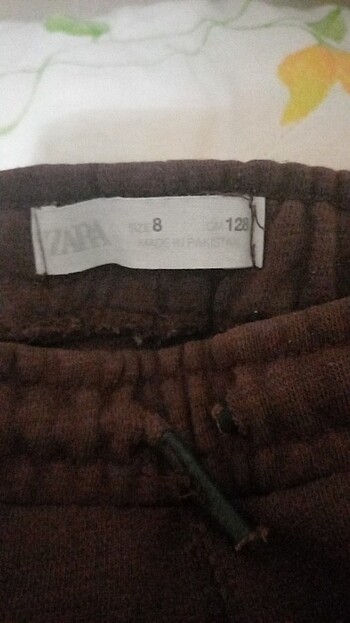 ZARA
SIZE 8 CM 128
MADE IN PAKISTAN